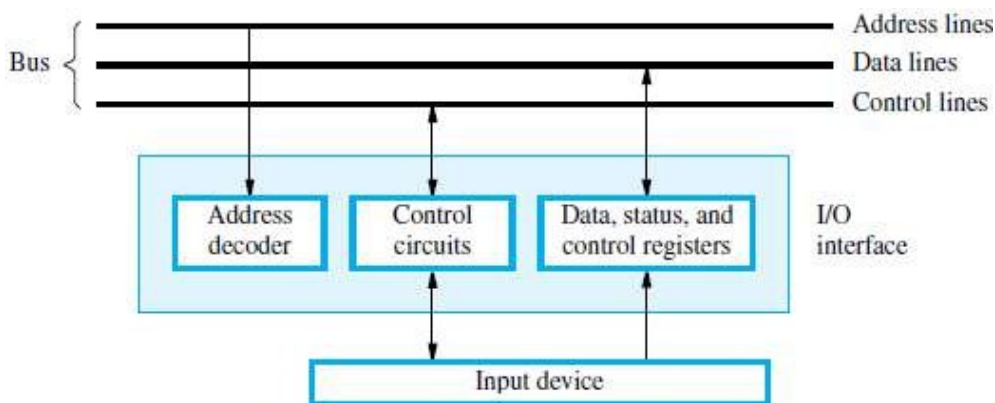 Address lines
Bus
Data lines
Control lines
Address
decoder
Control
circuits
Data, status, and
control registers
I/O
interface
Input device